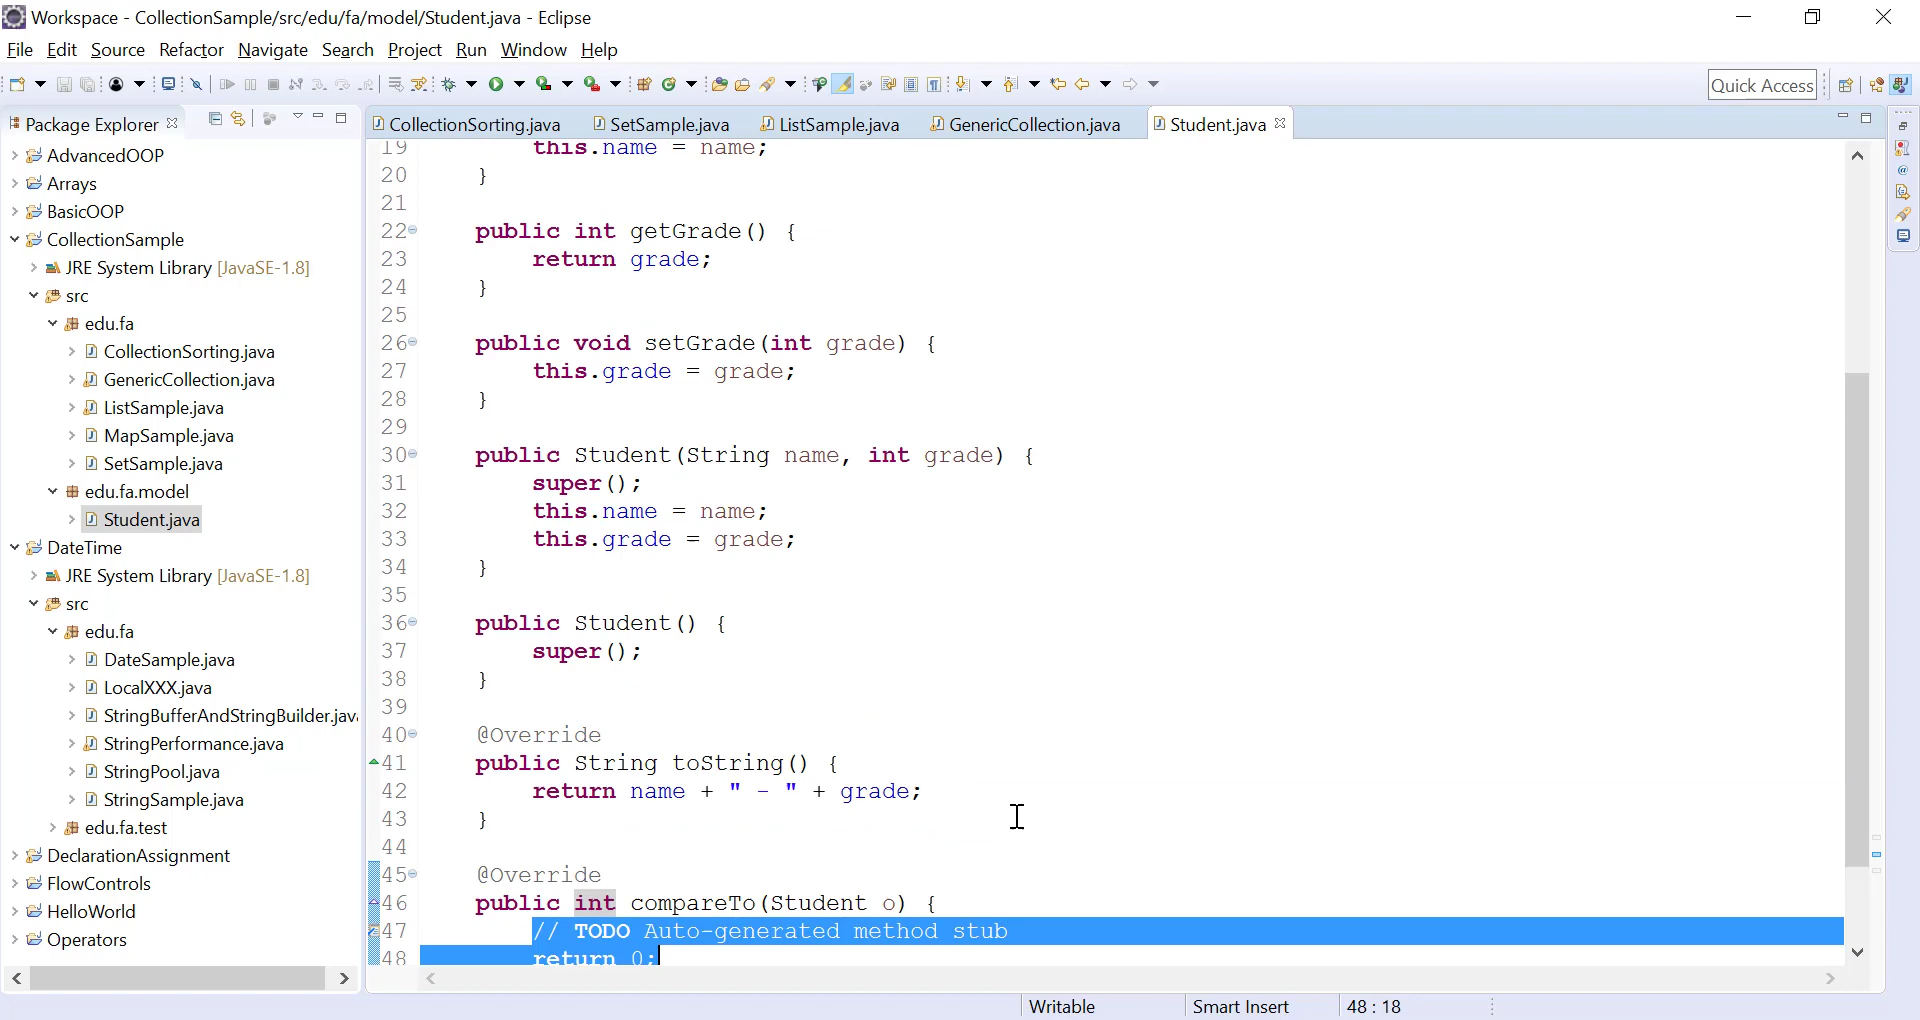 Workspace - CollectionSample/src/edu/fa/model/Student.java - Eclipse
File Edit Source Refactor Navigate Search Project Run Window Help
Quick Access
Package Explorer
AdvancedOOP
Arrays
BasicOOP
CollectionSample
JRE System Library [JavaSE-1.8]
src
edu.fa
CollectionSorting.java
GenericCollection.java
ListSample.java
MapSample.java
SetSample.java
edu.fa.model
Student.java
DateTime
JRE System Library [JavaSE-1.8]
src
edu.fa
DateSample.java
LocalXXX.java
StringBufferAndStringBuilder.java
StringPerformance.java
StringPool.java
StringSample.java
edu.fa.test
DeclarationAssignment
FlowControls
HelloWorld
Operators
CollectionSorting.java SetSample.java ListSample.java GenericCollection.java Student.java
19 this.name = name;
20 }
21
22 public int getGrade() {
23 return grade;
24 }
25
26 public void setGrade(int grade) {
27 this.grade = grade;
28 }
29
30 public Student(String name, int grade) {
31 super();
32 this.name = name;
33 this.grade = grade;
34 }
35
36 public Student() {
37 super();
38 }
39
40 @Override
41 public String toString() {
42 return name + " - " + grade;
43 }
44
45 @Override
46 public int compareTo(Student o) {
47 // TODO Auto-generated method stub
48 return 0;
Writable Smart Insert 48 : 18